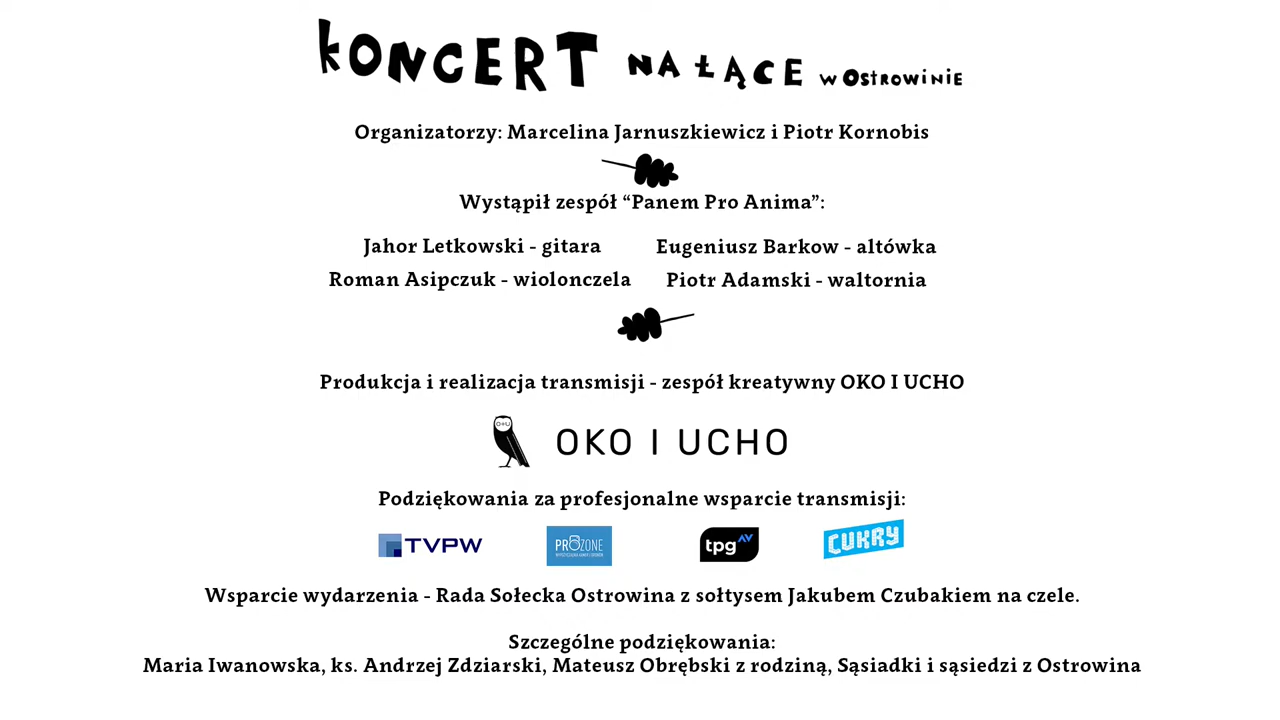 KONCERT NA ŁĄCE W OSTROWINIE
Organizatorzy: Marcelina Jarnuszkiewicz i Piotr Kornobis
Wystąpił zespół “Panem Pro Anima”:
Jahor Letkowski - gitara Eugeniusz Barkow - altówka
Roman Asipczuk - wiolonczela Piotr Adamski - waltornia
Produkcja i realizacja transmisji - zespół kreatywny OKO I UCHO
OKO I UCHO
Podziękowania za profesjonalne wsparcie transmisji:
TVPW PROZONE tpg AV CUKRY
Wsparcie wydarzenia - Rada Sołecka Ostrowina z sołtysem Jakubem Czubakiem na czele.
Szczególne podziękowania:
Maria Iwanowska, ks. Andrzej Zdziarski, Mateusz Obrębski z rodziną, Sąsiadki i sąsiedzi z Ostrowina